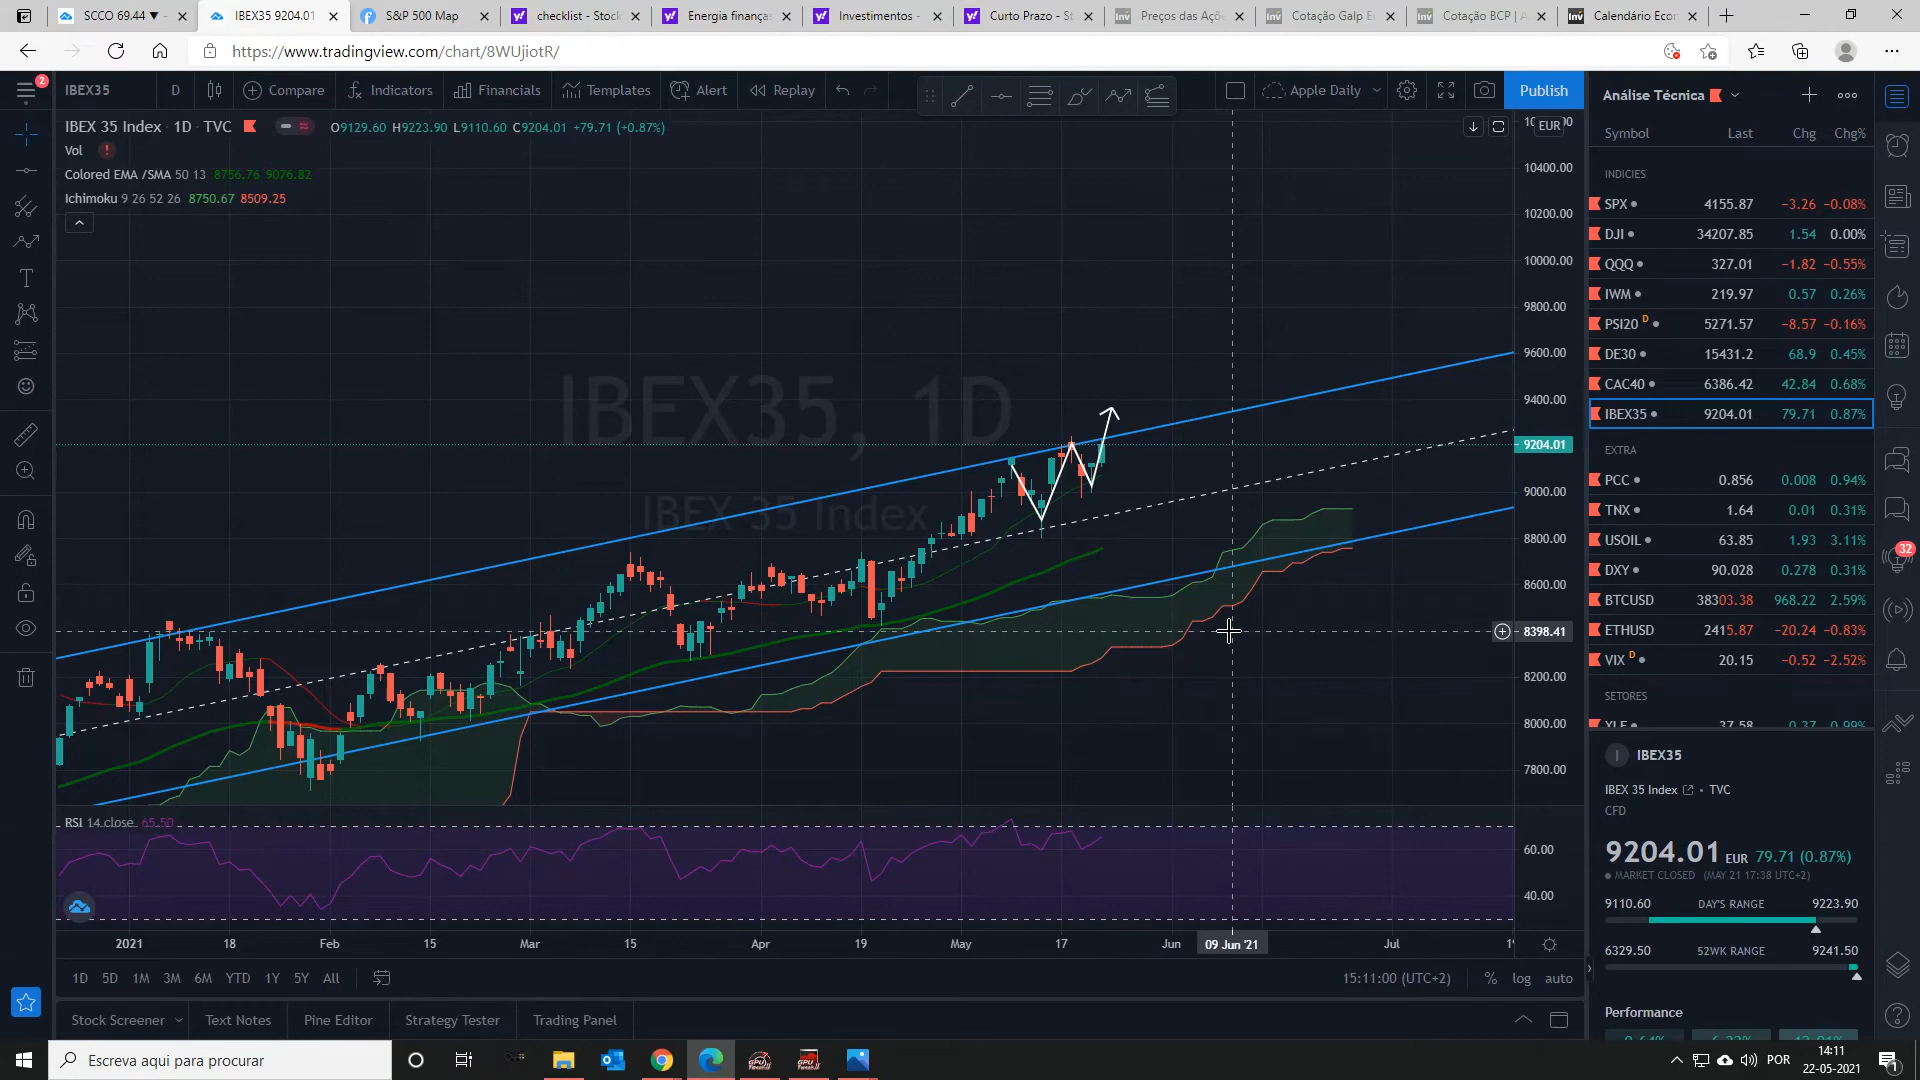 SCCO 69.44 ▼
IBEX35 9204.01
S&P 500 Map
checklist - Stock
Energia finança
Investimentos -
Curto Prazo - St
Preços das Açõe
Cotação Galp E
Cotação BCP | A
Calendário Econ
https://www.tradingview.com/chart/8WUjiotR/
2
IBEX35
D
Compare
Indicators
Financials
Templates
Alert
Replay
Apple Daily
Publish
IBEX 35 Index · 1D · TVC
O9129.60 H9223.90 L9110.60 C9204.01 +79.71 (+0.87%)
Vol
Colored EMA /SMA 50 13 8756.76 9076.82
Ichimoku 9 26 52 26 8750.67 8509.25
IBEX35, 1D
IBEX 35 Index
EUR
10400.00
10200.00
10000.00
9800.00
9600.00
9400.00
9204.01
9000.00
8800.00
8600.00
8398.41
8200.00
8000.00
7800.00
RSI 14 close 65.50
60.00
40.00
2021
18
Feb
15
Mar
15
Apr
19
May
17
Jun
09 Jun '21
Jul
1D 5D 1M 3M 6M YTD 1Y 5Y All
15:11:00 (UTC+2)
% log auto
Stock Screener
Text Notes
Pine Editor
Strategy Tester
Trading Panel
Análise Técnica
Symbol Last Chg Chg%
INDICIES
SPX 4155.87 −3.26 −0.08%
DJI 34207.85 1.54 0.00%
QQQ 327.01 −1.82 −0.55%
IWM 219.97 0.57 0.26%
PSI20 D 5271.57 −8.57 −0.16%
DE30 15431.2 68.9 0.45%
CAC40 6386.42 42.84 0.68%
IBEX35 9204.01 79.71 0.87%
EXTRA
PCC 0.856 0.008 0.94%
TNX 1.64 0.01 0.31%
USOIL 63.85 1.93 3.11%
DXY 90.028 0.278 0.31%
BTCUSD 38303.38 968.22 2.59%
ETHUSD 2415.87 −20.24 −0.83%
VIX D 20.15 −0.52 −2.52%
SETORES
XLE 37.58 0.37 0.99%
I IBEX35
IBEX 35 Index • TVC
CFD
9204.01 EUR 79.71 (0.87%)
MARKET CLOSED (MAY 21 17:38 UTC+2)
9110.60 DAY'S RANGE 9223.90
6329.50 52WK RANGE 9241.50
Performance
32
Escreva aqui para procurar
POR
14:11
22-05-2021
1